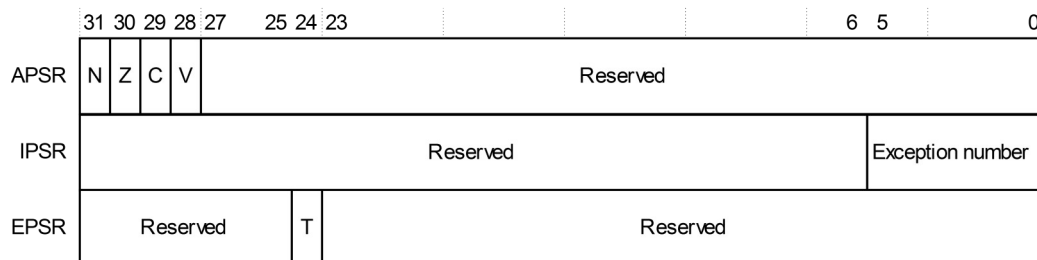 31 30 29 28 27 25 24 23 6 5 0
APSR N Z C V Reserved
IPSR Reserved Exception number
EPSR Reserved T Reserved